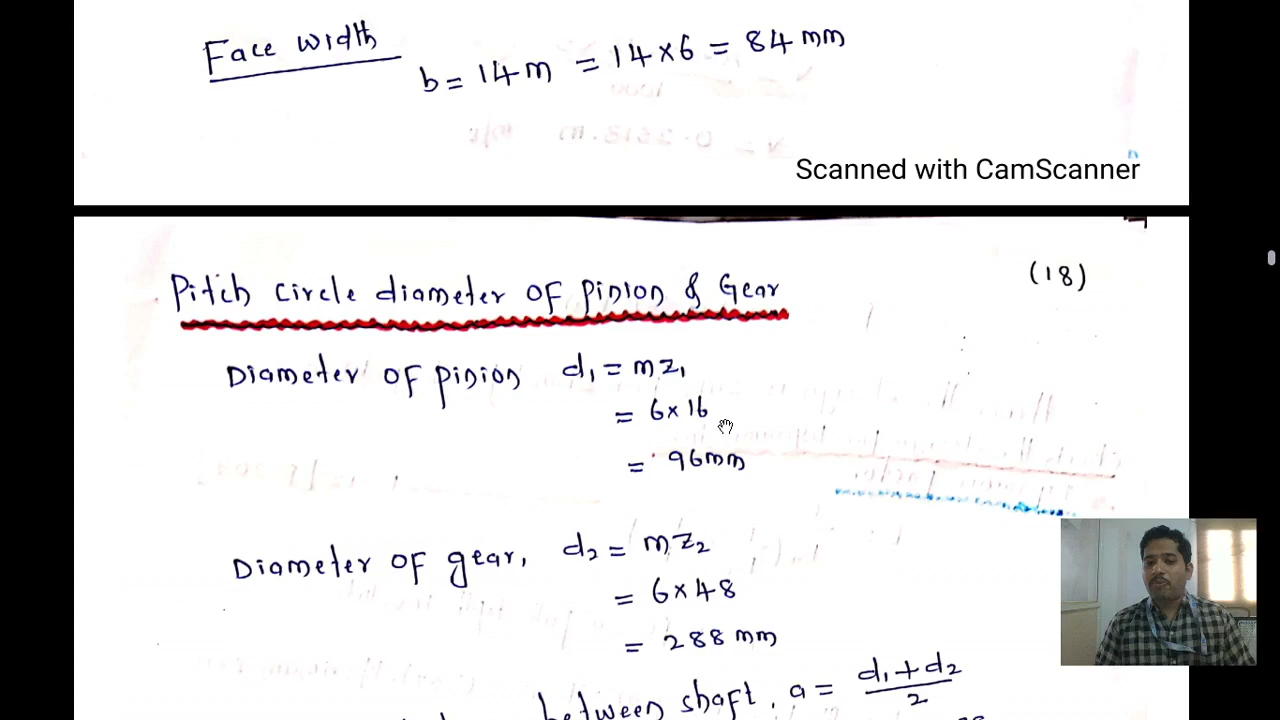 Face width
b = 14 m = 14×6 = 84 mm
Scanned with CamScanner
Pitch circle diameter of pinion & Gear
(18)
Diameter of pinion d₁ = mz₁
= 6×16
= 96mm
Diameter of gear, d₂ = mz₂
= 6×48
= 288 mm
between shaft, a = d₁+d₂
2